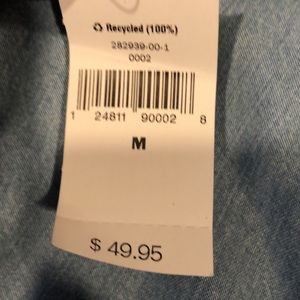 ♻ Recycled (100%)
282939-00-1
0002
1 24811 90002 8
M
$ 49.95